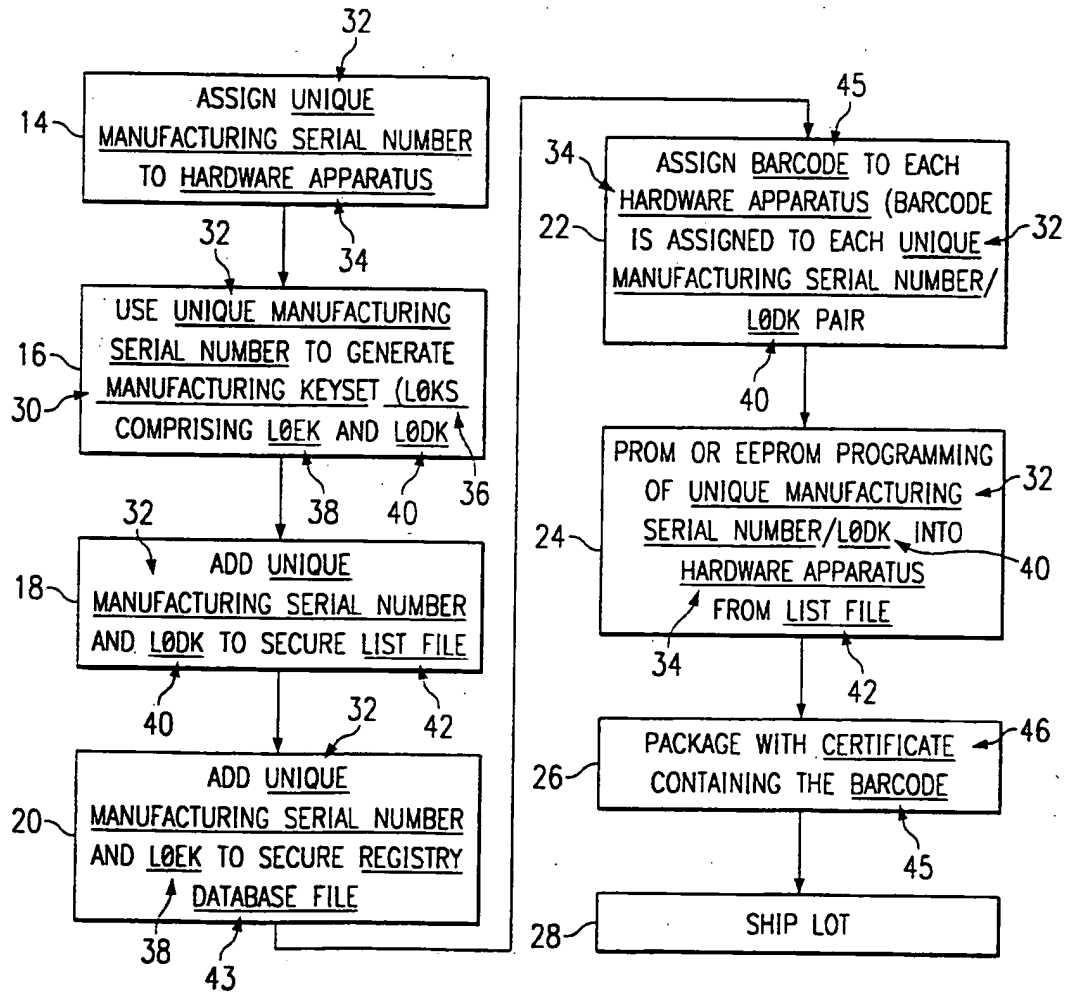 32
14
ASSIGN UNIQUE
MANUFACTURING SERIAL NUMBER
TO HARDWARE APPARATUS
32
34
USE UNIQUE MANUFACTURING
SERIAL NUMBER TO GENERATE
16
MANUFACTURING KEYSET (L0KS
30
COMPRISING L0EK AND L0DK
38
40
36
32
ADD UNIQUE
18
MANUFACTURING SERIAL NUMBER
AND L0DK TO SECURE LIST FILE
40
42
32
ADD UNIQUE
20
MANUFACTURING SERIAL NUMBER
AND L0EK TO SECURE REGISTRY
DATABASE FILE
38
43
45
ASSIGN BARCODE TO EACH
34
HARDWARE APPARATUS (BARCODE
22
IS ASSIGNED TO EACH UNIQUE
32
MANUFACTURING SERIAL NUMBER/
L0DK PAIR
40
PROM OR EEPROM PROGRAMMING
OF UNIQUE MANUFACTURING
32
24
SERIAL NUMBER/L0DK INTO
40
HARDWARE APPARATUS
FROM LIST FILE
34
42
PACKAGE WITH CERTIFICATE
46
26
CONTAINING THE BARCODE
45
28
SHIP LOT